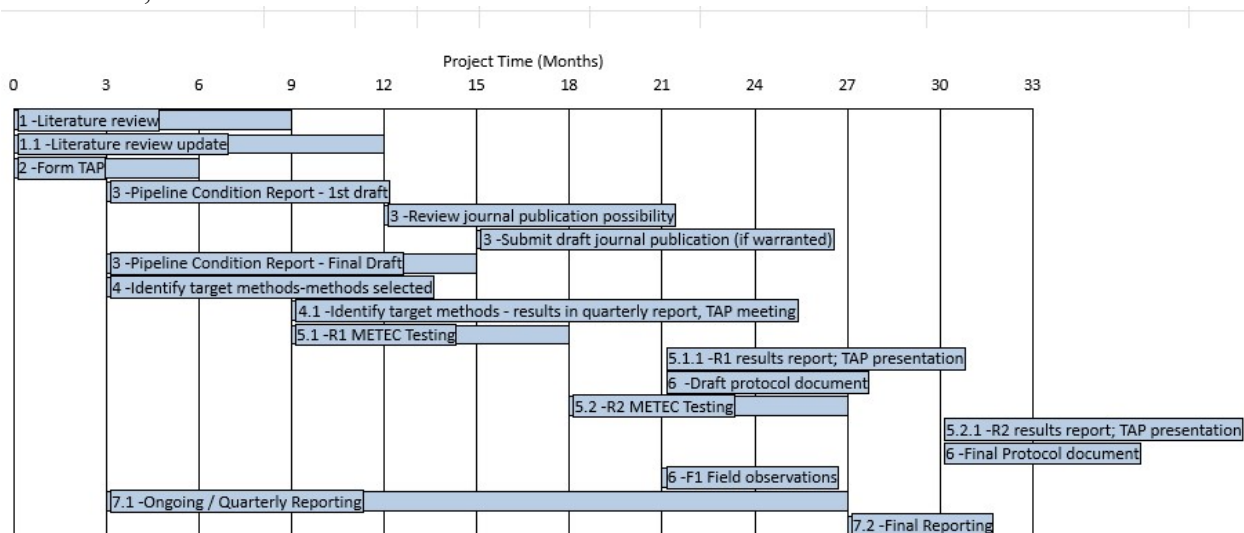 Project Time (Months)
0 3 6 9 12 15 18 21 24 27 30 33
1 -Literature review
1.1 -Literature review update
2 -Form TAP
3 -Pipeline Condition Report - 1st draft
3 -Review journal publication possibility
3 -Submit draft journal publication (if warranted)
3 -Pipeline Condition Report - Final Draft
4 -Identify target methods-methods selected
4.1 -Identify target methods - results in quarterly report, TAP meeting
5.1 -R1 METEC Testing
5.1.1 -R1 results report; TAP presentation
6 -Draft protocol document
5.2 -R2 METEC Testing
5.2.1 -R2 results report; TAP presentation
6 -Final Protocol document
6 -F1 Field observations
7.1 -Ongoing / Quarterly Reporting
7.2 -Final Reporting